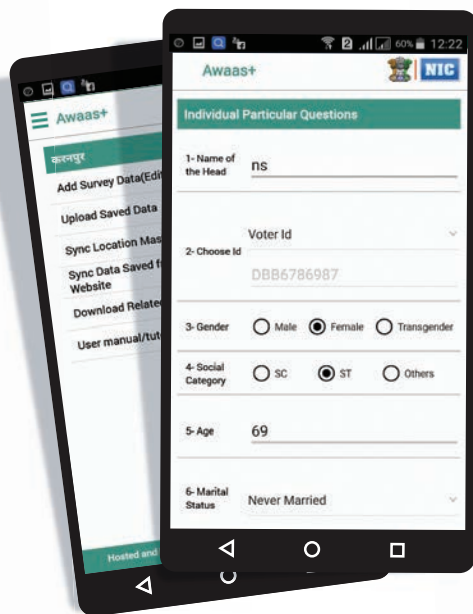 Awaas+
करनपुर
Add Survey Data(Edit
Upload Saved Data
Sync Location Mas
Sync Data Saved f
Website
Download Relate
User manual/tut
Hosted and
60% 12:22
Awaas+
NIC
Individual Particular Questions
1- Name of
the Head
ns
Voter Id
2- Choose Id
DBB6786987
3- Gender Male Female Transgender
4- Social
Category
SC ST Others
5- Age 69
6- Marital
Status
Never Married